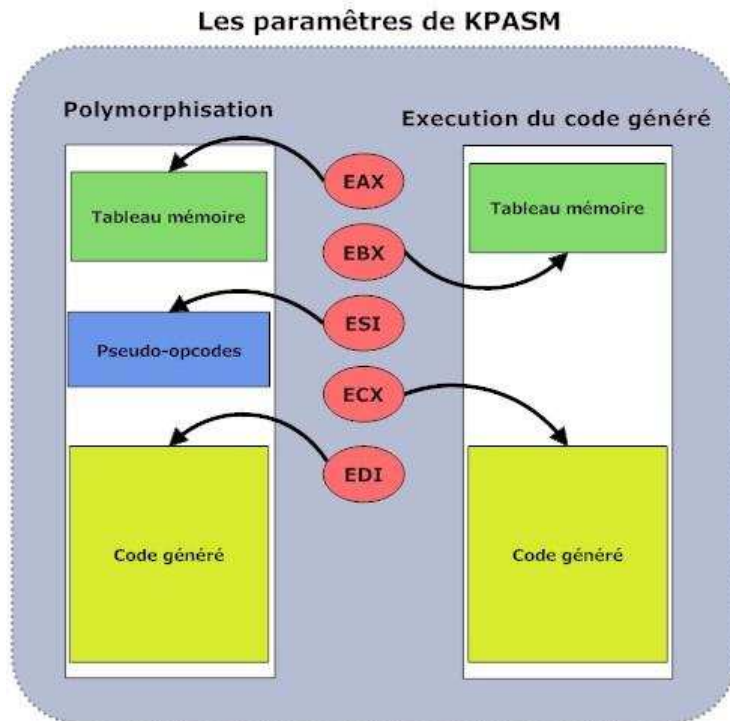 Les paramêtres de KPASM
Polymorphisation
Execution du code généré
EAX
Tableau mémoire
Tableau mémoire
EBX
ESI
Pseudo-opcodes
ECX
EDI
Code généré
Code généré